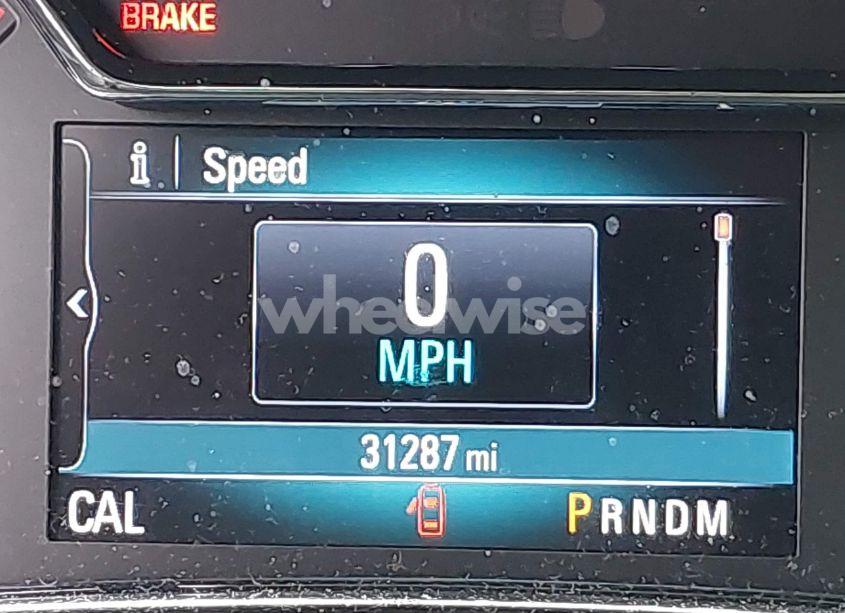 BRAKE
i Speed
0
wheelwise
MPH
31287 mi
CAL
PRNDM